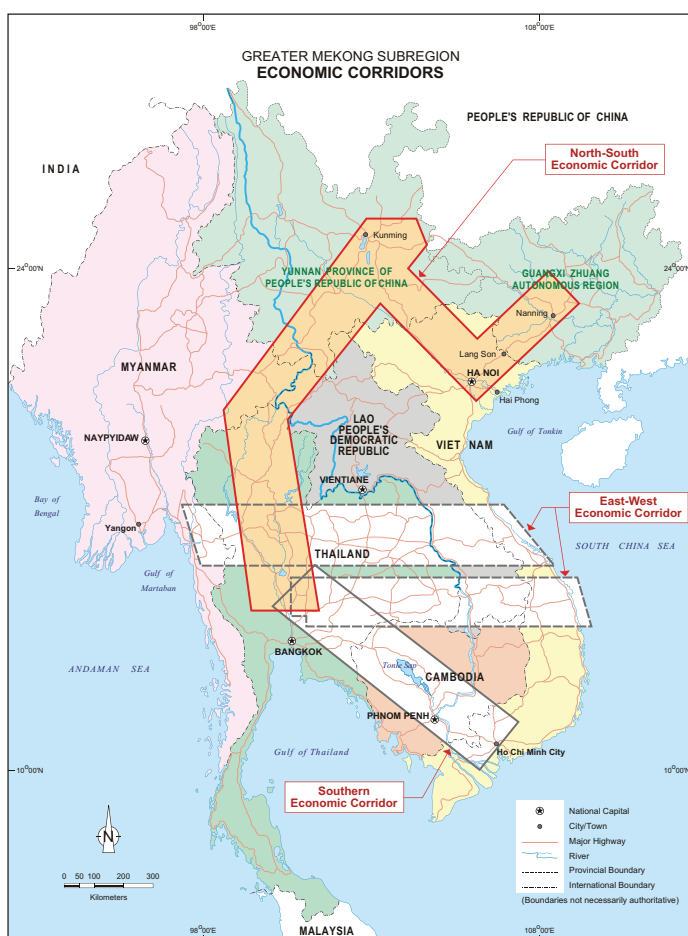 98°00'E
108°00'E
GREATER MEKONG SUBREGION
ECONOMIC CORRIDORS
PEOPLE'S REPUBLIC OF CHINA
INDIA
North-South
Economic Corridor
Kunming
24°00'N
24°00'N
YUNNAN PROVINCE OF
PEOPLE'S REPUBLIC OF CHINA
GUANGXI ZHUANG
AUTONOMOUS REGION
Nanning
Lang Son
MYANMAR
HA NOI
Hai Phong
LAO
PEOPLE'S
DEMOCRATIC
REPUBLIC
VIET NAM
Gulf of Tonkin
NAYPYIDAW
VIENTIANE
Bay of
Bengal
East-West
Economic Corridor
Yangon
SOUTH CHINA SEA
THAILAND
Gulf of
Martaban
BANGKOK
ANDAMAN SEA
Tonle Sap
CAMBODIA
PHNOM PENH
Ho Chi Minh City
Gulf of Thailand
10°00'N
10°00'N
Southern
Economic Corridor
N
National Capital
City/Town
Major Highway
River
Provincial Boundary
International Boundary
(Boundaries not necessarily authoritative)
0 50 100 200 300
Kilometers
MALAYSIA
98°00'E
108°00'E